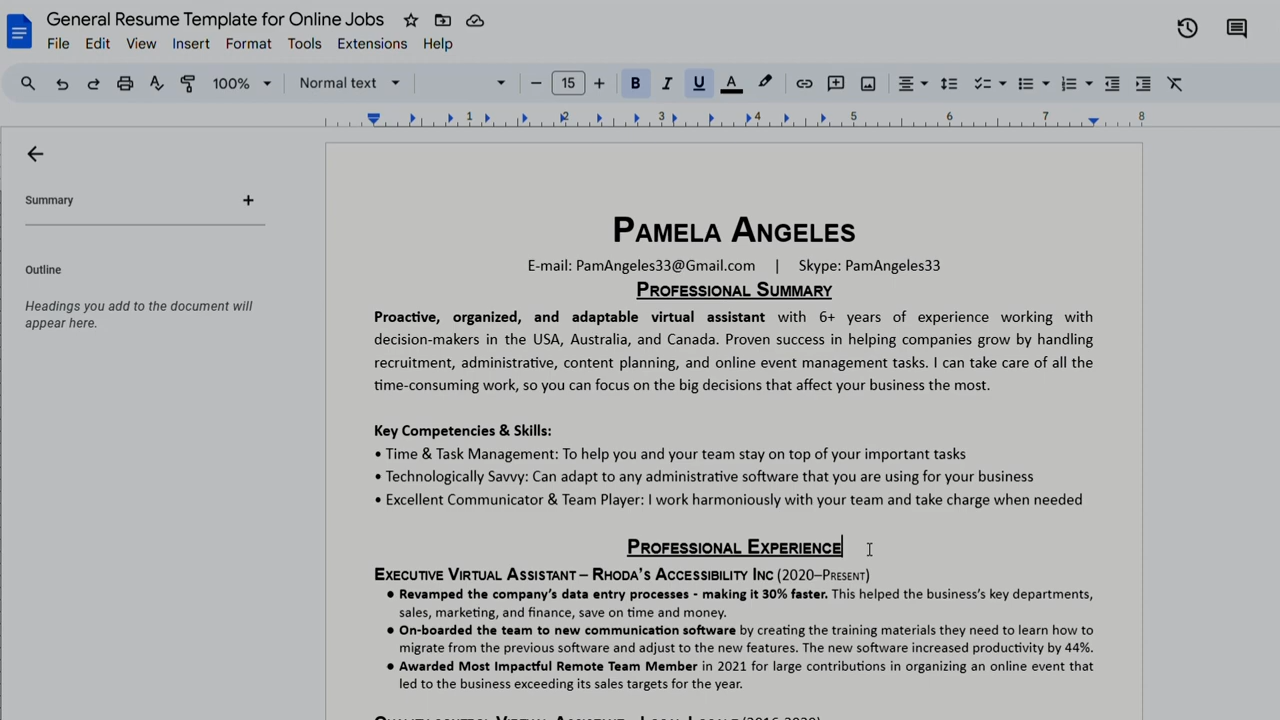 General Resume Template for Online Jobs
File Edit View Insert Format Tools Extensions Help
100% Normal text 15 B I U A
1 2 3 4 5 6 7 8
Summary
Outline
Headings you add to the document will
appear here.
PAMELA ANGELES
E-mail: PamAngeles33@Gmail.com | Skype: PamAngeles33
PROFESSIONAL SUMMARY
Proactive, organized, and adaptable virtual assistant with 6+ years of experience working with
decision-makers in the USA, Australia, and Canada. Proven success in helping companies grow by handling
recruitment, administrative, content planning, and online event management tasks. I can take care of all the
time-consuming work, so you can focus on the big decisions that affect your business the most.
Key Competencies & Skills:
• Time & Task Management: To help you and your team stay on top of your important tasks
• Technologically Savvy: Can adapt to any administrative software that you are using for your business
• Excellent Communicator & Team Player: I work harmoniously with your team and take charge when needed
PROFESSIONAL EXPERIENCE
EXECUTIVE VIRTUAL ASSISTANT – RHODA'S ACCESSIBILITY INC (2020–PRESENT)
● Revamped the company's data entry processes - making it 30% faster. This helped the business's key departments,
sales, marketing, and finance, save on time and money.
● On-boarded the team to new communication software by creating the training materials they need to learn how to
migrate from the previous software and adjust to the new features. The new software increased productivity by 44%.
● Awarded Most Impactful Remote Team Member in 2021 for large contributions in organizing an online event that
led to the business exceeding its sales targets for the year.